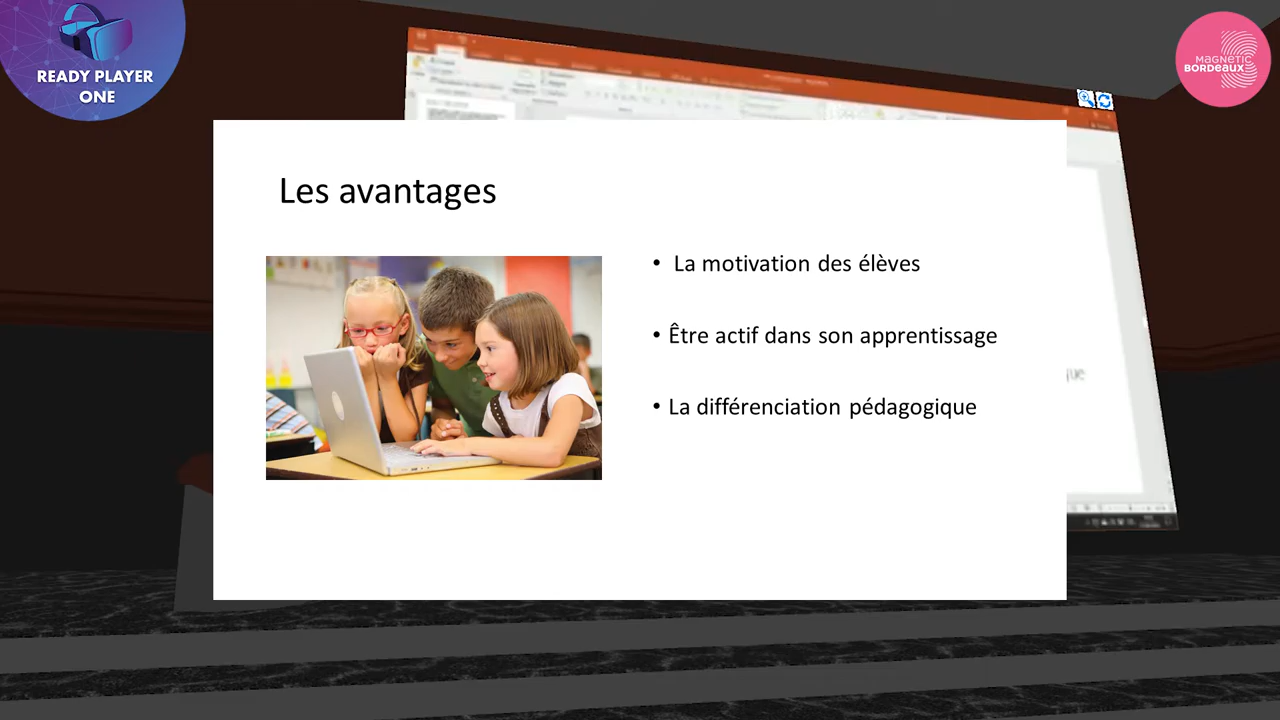 READY PLAYER
ONE
MAGNETIC
BORDEAUX
Les avantages
• La motivation des élèves
• Être actif dans son apprentissage
• La différenciation pédagogique